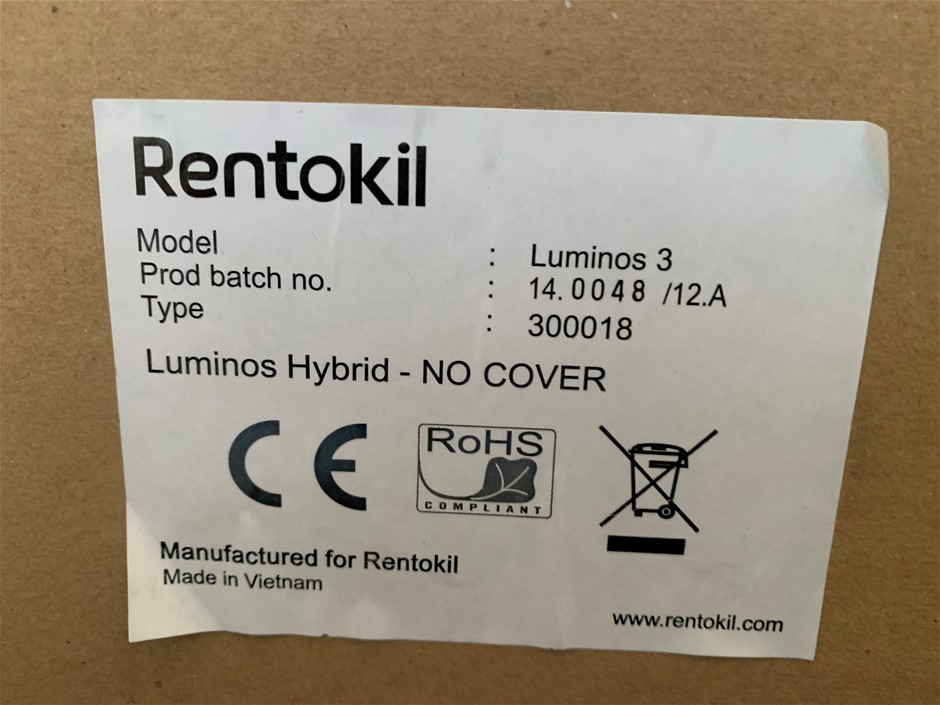 Rentokil
Model : Luminos 3
Prod batch no. : 14.0048 /12.A
Type : 300018
Luminos Hybrid - NO COVER
CE
RoHS
COMPLIANT
Manufactured for Rentokil
Made in Vietnam
www.rentokil.com